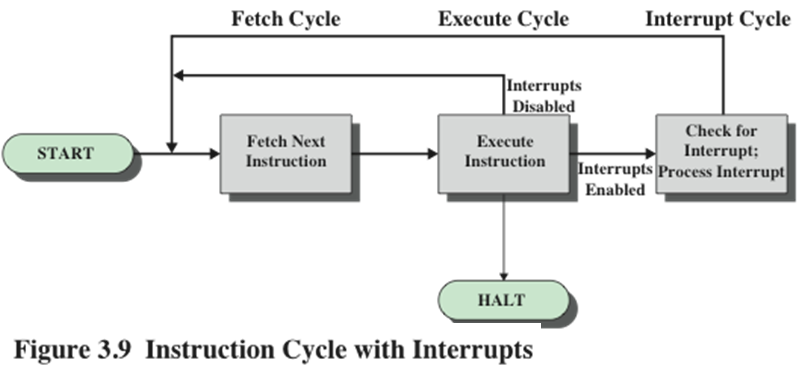 Fetch Cycle
Execute Cycle
Interrupt Cycle
Interrupts
Disabled
START
Fetch Next
Instruction
Execute
Instruction
Interrupts
Enabled
Check for
Interrupt;
Process Interrupt
HALT
Figure 3.9 Instruction Cycle with Interrupts